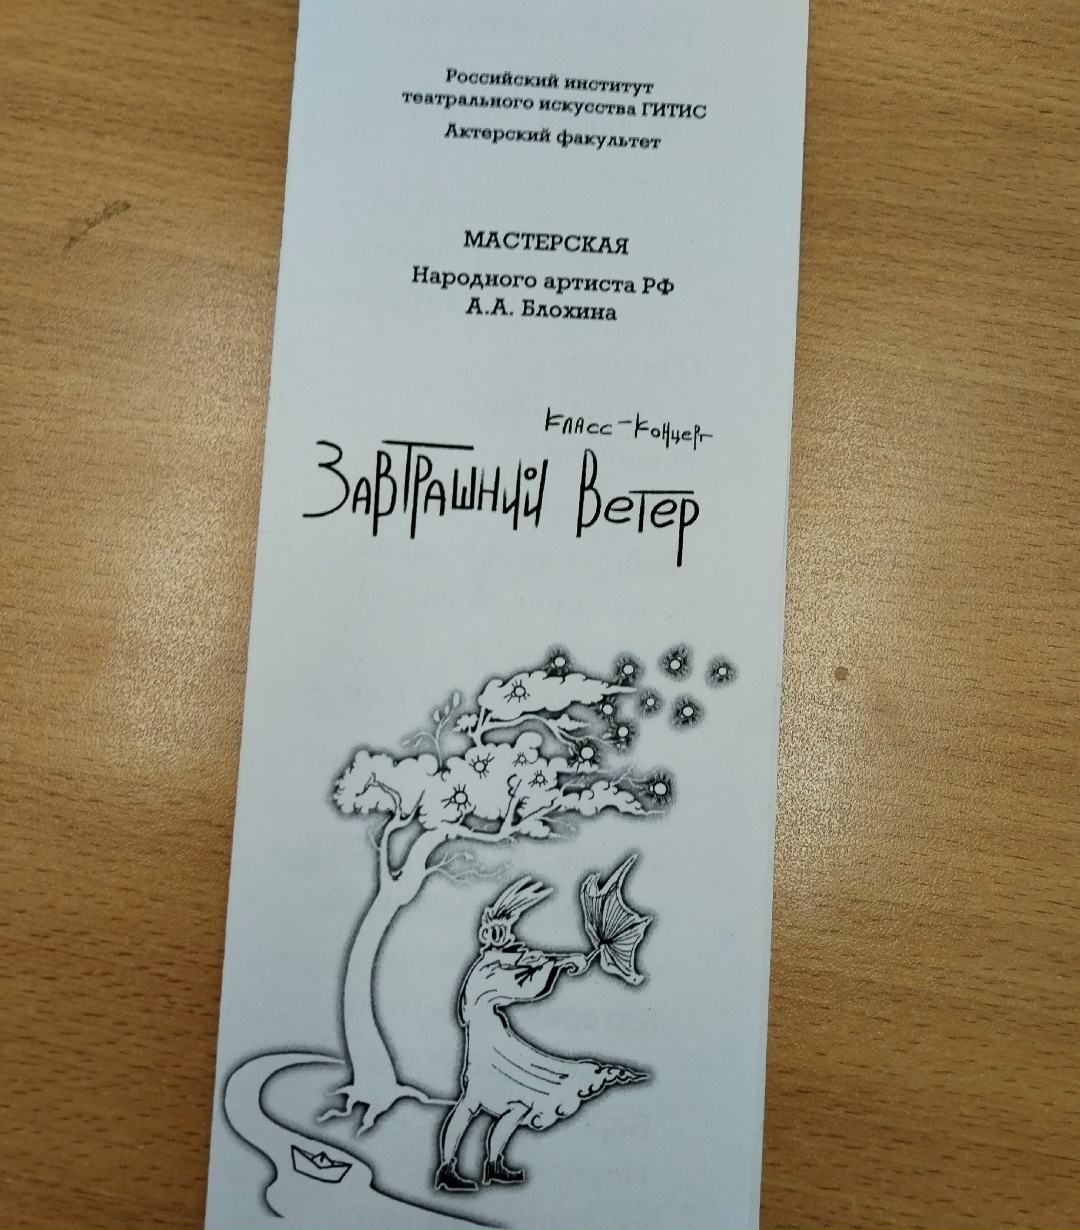 Российский институт
театрального искусства ГИТИС
Актерский факультет
МАСТЕРСКАЯ
Народного артиста РФ
А.А. Блохина
класс-концерт
Завтрашний ветер